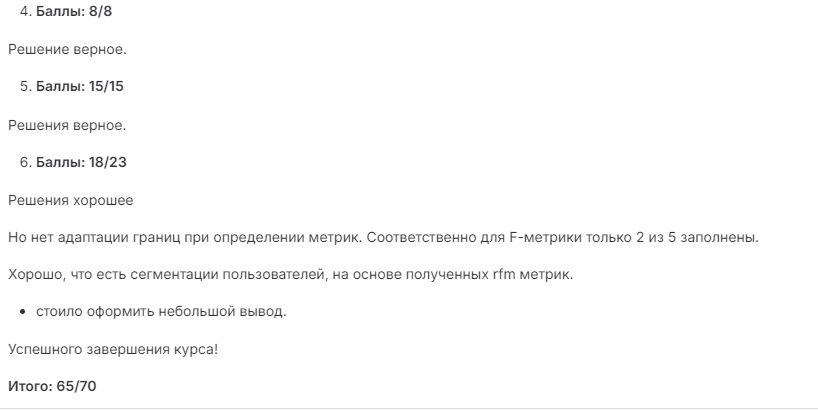 4. Баллы: 8/8
Решение верное.
5. Баллы: 15/15
Решения верное.
6. Баллы: 18/23
Решения хорошее
Но нет адаптации границ при определении метрик. Соответственно для F-метрики только 2 из 5 заполнены.
Хорошо, что есть сегментации пользователей, на основе полученных rfm метрик.
• стоило оформить небольшой вывод.
Успешного завершения курса!
Итого: 65/70